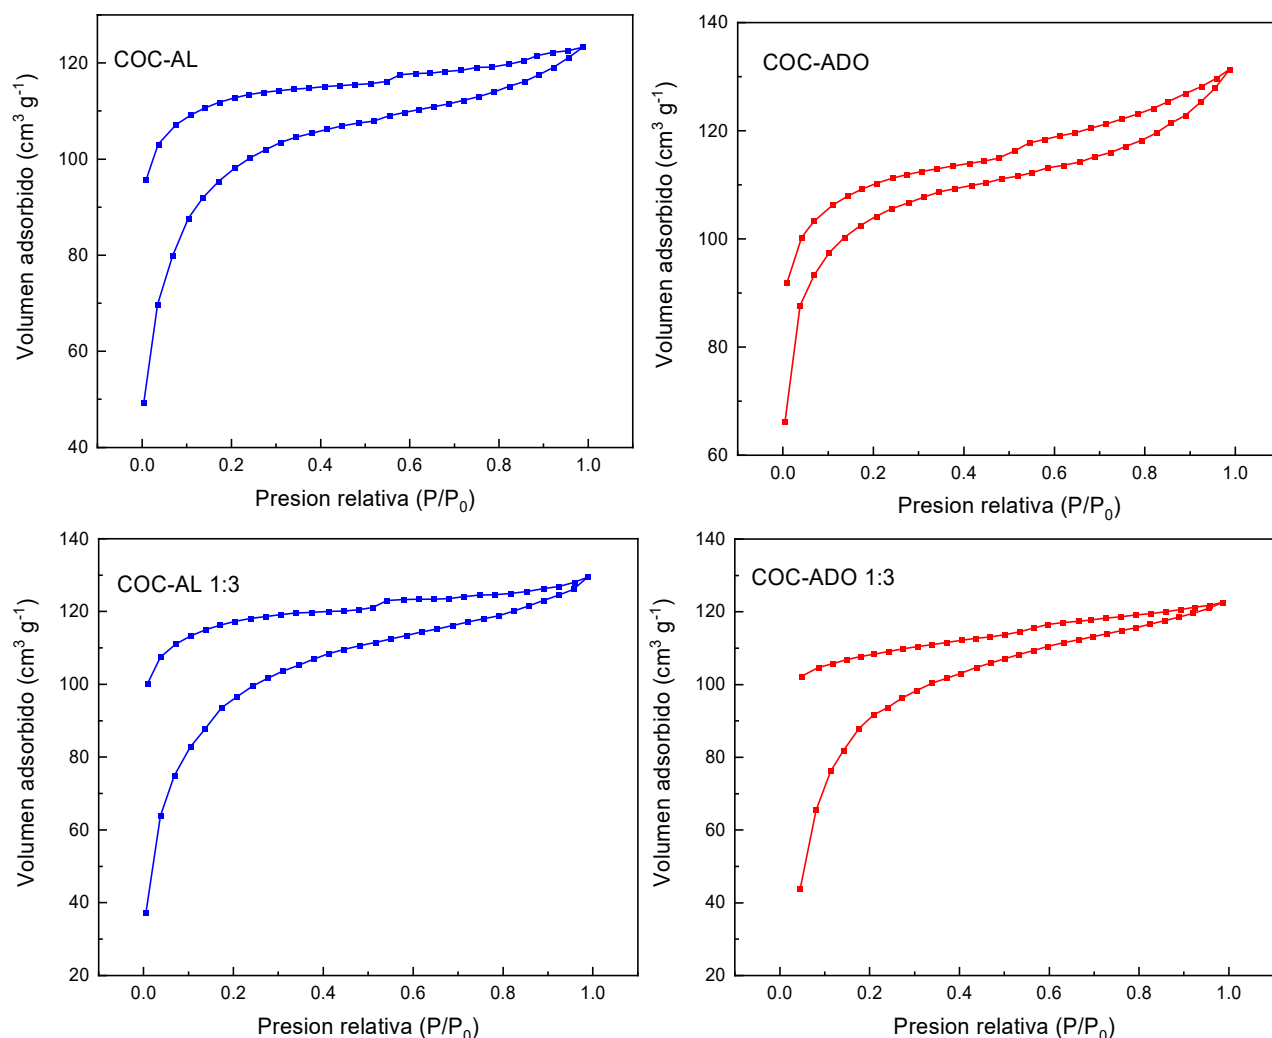 COC-AL
Volumen adsorbido (cm³ g⁻¹)
120
100
80
60
40
0.0 0.2 0.4 0.6 0.8 1.0
Presion relativa (P/P₀)
COC-ADO
Volumen adsorbido (cm³ g⁻¹)
140
120
100
80
60
0.0 0.2 0.4 0.6 0.8 1.0
Presion relativa (P/P₀)
COC-AL 1:3
Volumen adsorbido (cm³ g⁻¹)
140
120
100
80
60
40
20
0.0 0.2 0.4 0.6 0.8 1.0
Presion relativa (P/P₀)
COC-ADO 1:3
Volumen adsorbido (cm³ g⁻¹)
140
120
100
80
60
40
20
0.0 0.2 0.4 0.6 0.8 1.0
Presion relativa (P/P₀)